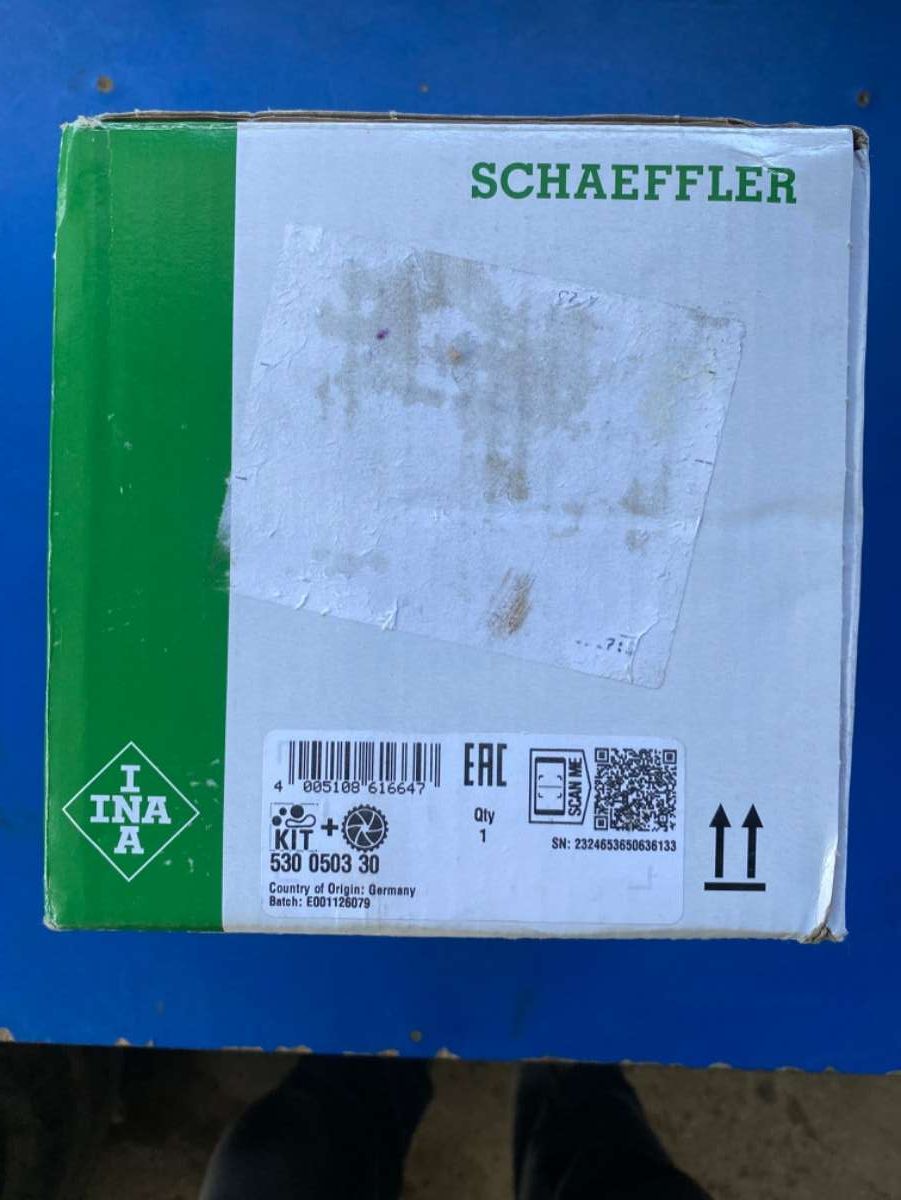 SCHAEFFLER
4 005108 616647
EAC
Qty
1
SCAN ME
SN: 2324653650636133
KIT +
530 0503 30
Country of Origin: Germany
Batch: E001126079
I
INA
A